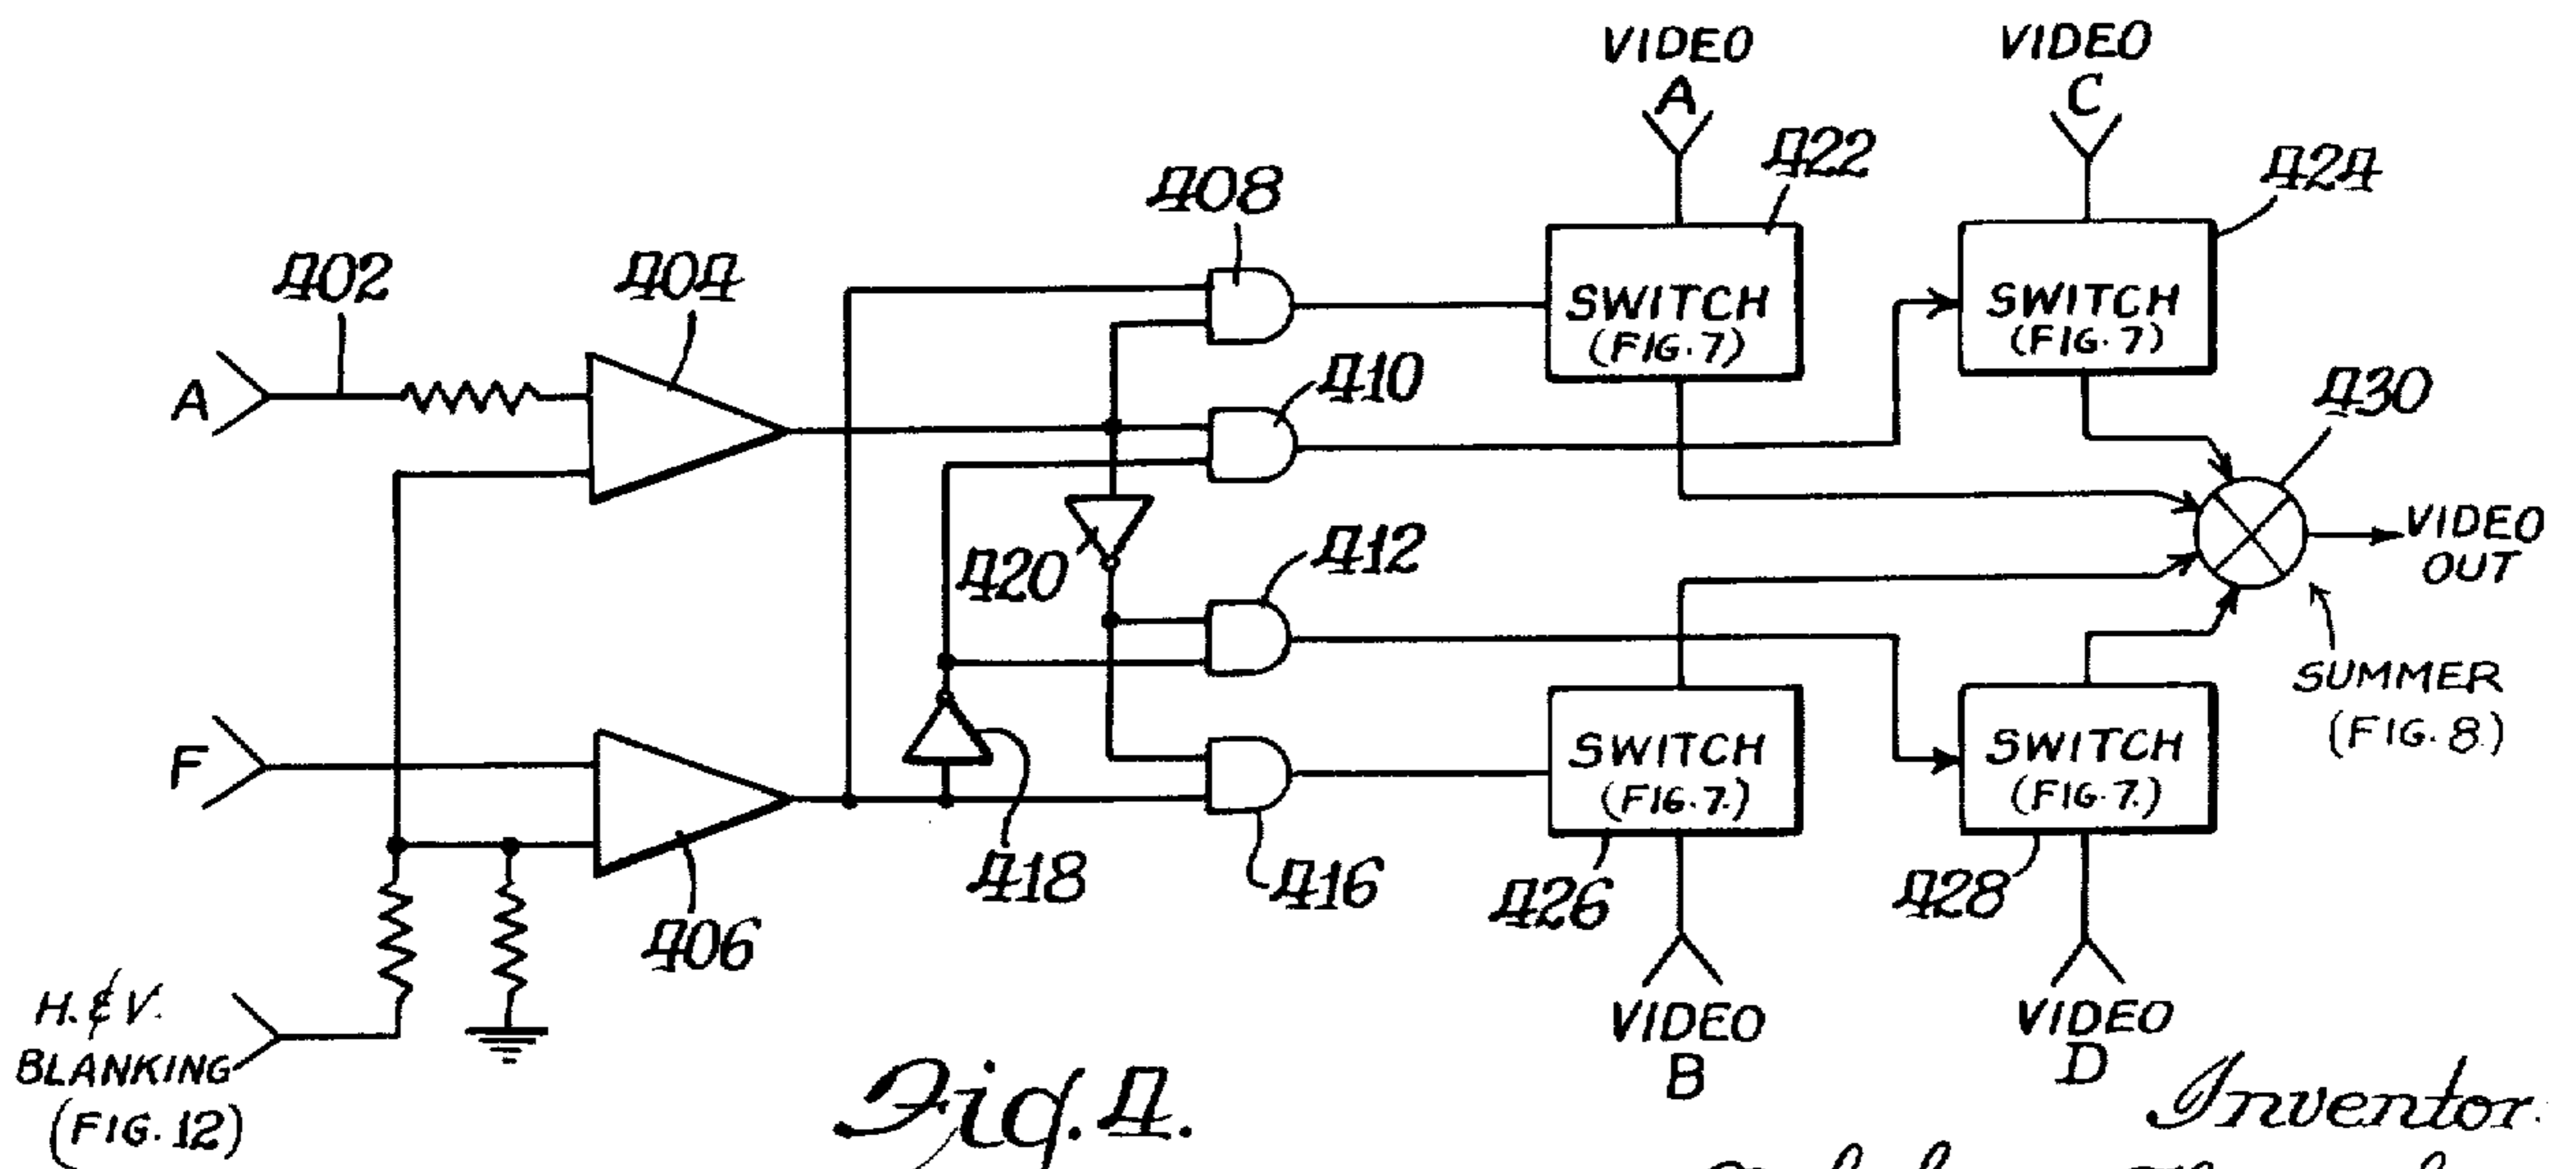 VIDEO
A
VIDEO
C
422
424
408
402
404
SWITCH
(FIG. 7)
SWITCH
(FIG. 7)
410
430
A
420
412
VIDEO
OUT
SUMMER
(FIG. 8.)
F
SWITCH
(FIG. 7.)
SWITCH
(FIG. 7.)
418
416
426
428
406
H. & V.
BLANKING
(FIG. 12)
VIDEO
B
VIDEO
D
Fig. 4.
Inventor.